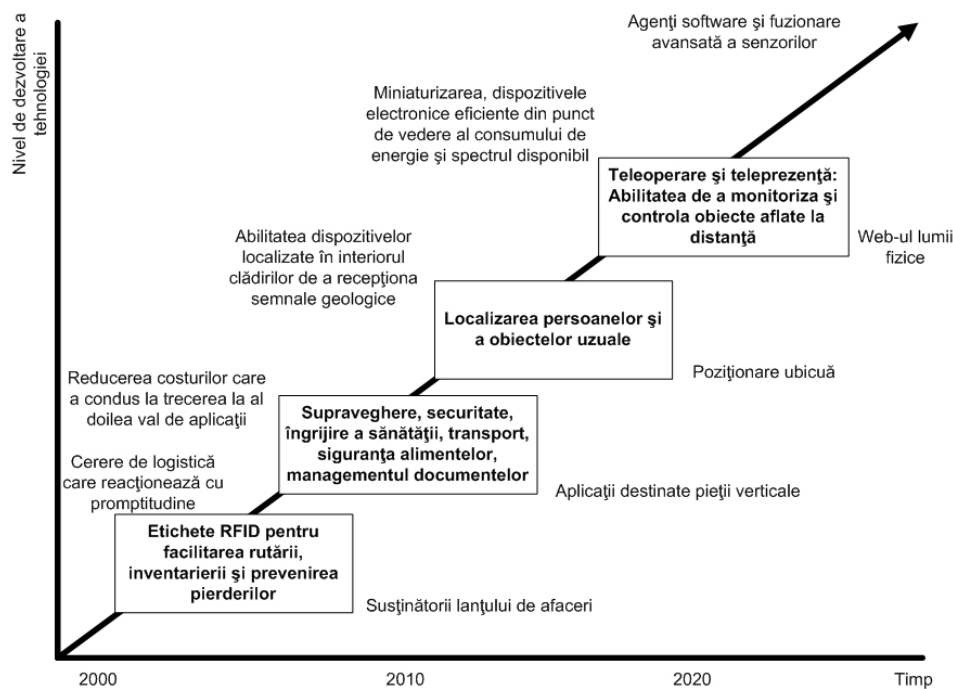 Nivel de dezvoltare a
tehnologiei
Agenţi software şi fuzionare
avansată a senzorilor
Miniaturizarea, dispozitivele
electronice eficiente din punct
de vedere al consumului de
energie şi spectrul disponibil
Teleoperare şi teleprezenţă:
Abilitatea de a monitoriza şi
controla obiecte aflate la
distanţă
Web-ul lumii
fizice
Abilitatea dispozitivelor
localizate în interiorul
clădirilor de a recepţiona
semnale geologice
Localizarea persoanelor şi
a obiectelor uzuale
Poziţionare ubicuă
Reducerea costurilor care
a condus la trecerea la al
doilea val de aplicaţii
Supraveghere, securitate,
îngrijire a sănătăţii, transport,
siguranţa alimentelor,
managementul documentelor
Aplicaţii destinate pieţii verticale
Cerere de logistică
care reacţionează cu
promptitudine
Etichete RFID pentru
facilitarea rutării,
inventarierii şi prevenirea
pierderilor
Susţinătorii lanţului de afaceri
2000
2010
2020
Timp